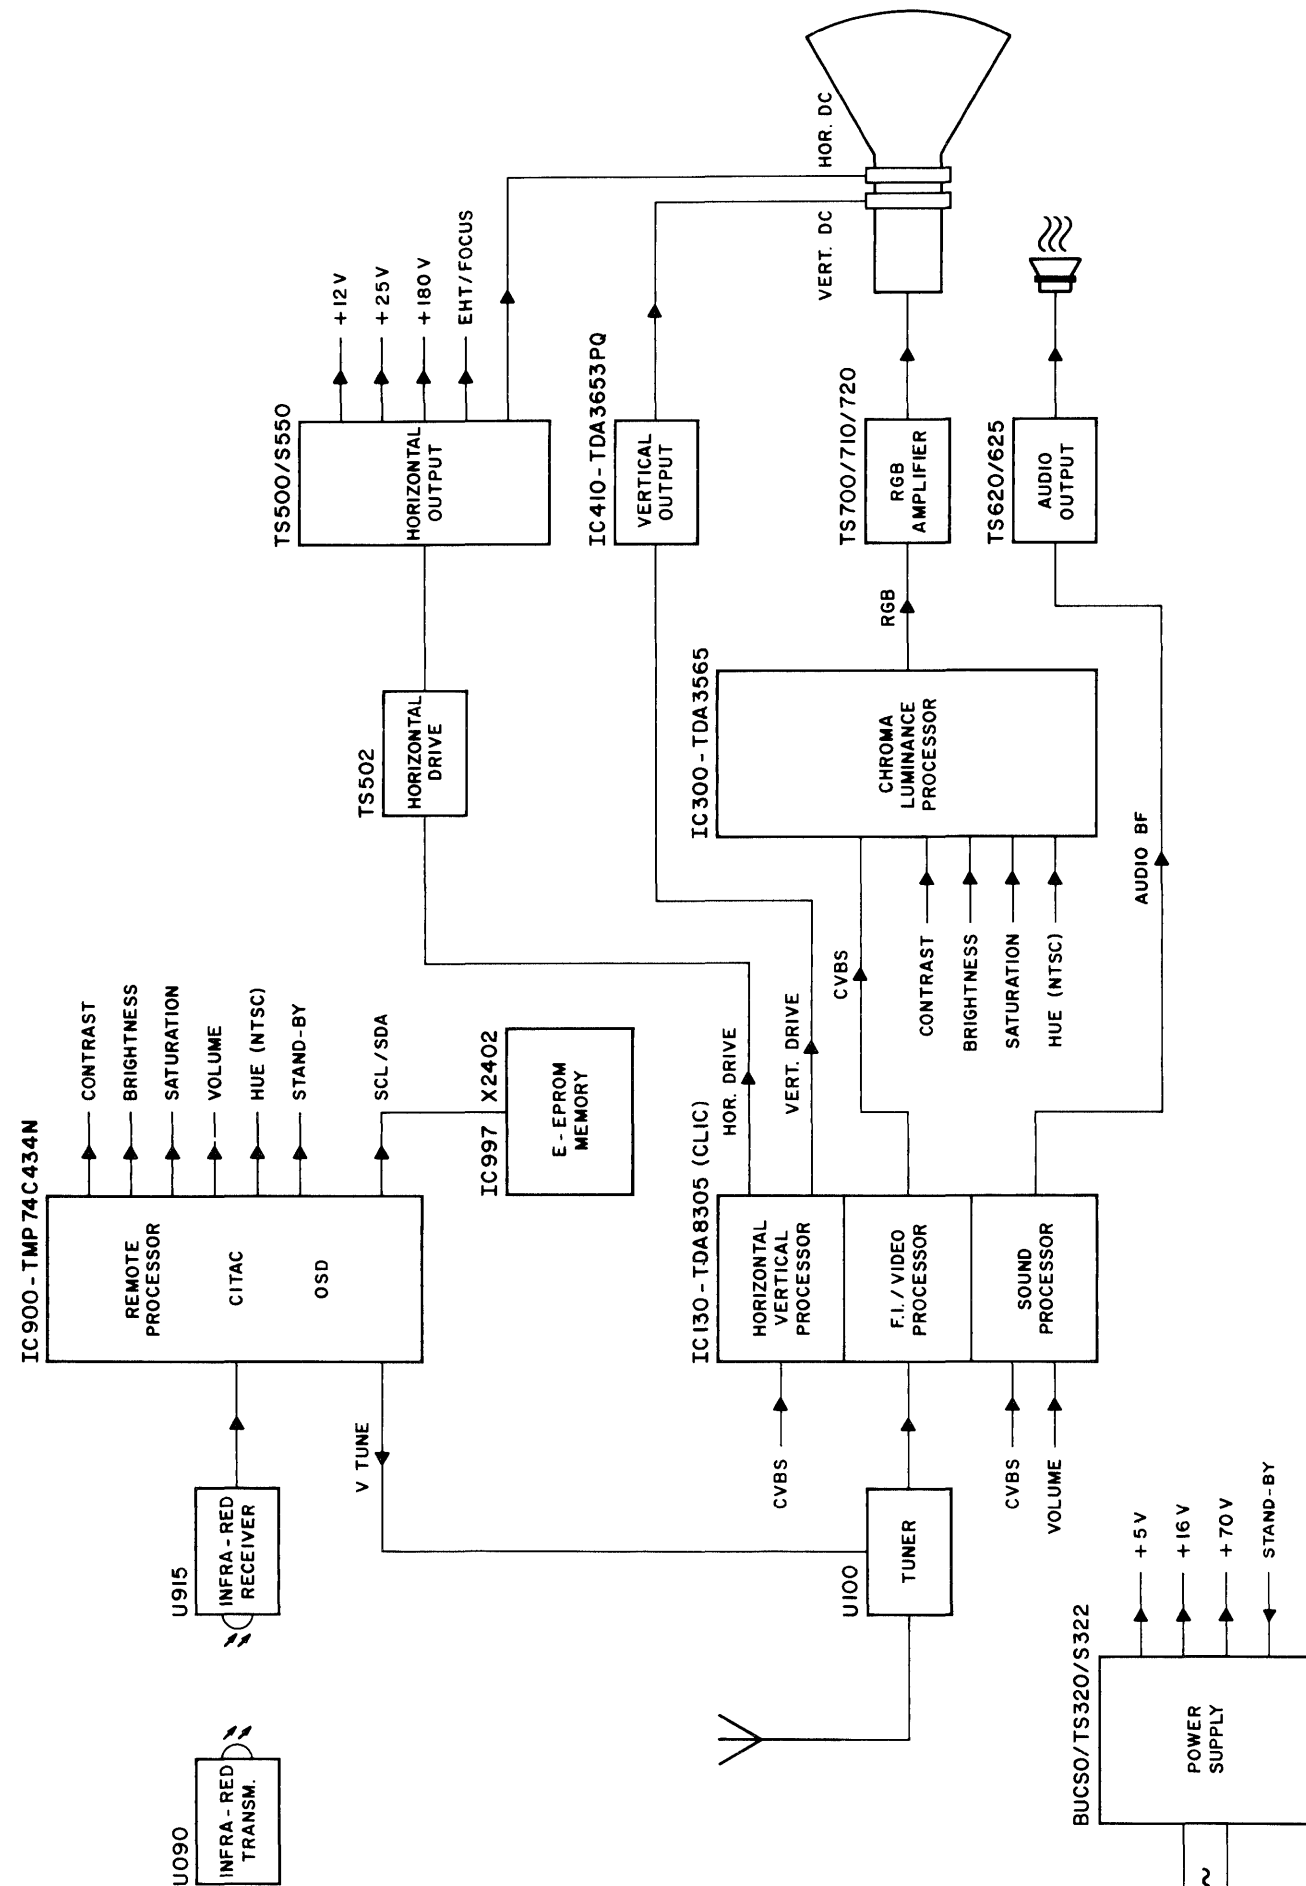 U090
INFRA-RED
TRANSM.
U915
INFRA-RED
RECEIVER
IC900-TMP74C434N
REMOTE
PROCESSOR
CITAC
OSD
CONTRAST
BRIGHTNESS
SATURATION
VOLUME
HUE (NTSC)
STAND-BY
SCL/SDA
V TUNE
IC997 X2402
E-EPROM
MEMORY
TS502
HORIZONTAL
DRIVE
TS500/S550
HORIZONTAL
OUTPUT
+12V
+25V
+180V
EHT/FOCUS
IC410-TDA3653PQ
VERTICAL
OUTPUT
U100
TUNER
IC130-TDA8305 (CLIC)
HORIZONTAL
VERTICAL
PROCESSOR
F.I./VIDEO
PROCESSOR
SOUND
PROCESSOR
CVBS
CVBS
VOLUME
HOR. DRIVE
VERT. DRIVE
CVBS
CONTRAST
BRIGHTNESS
SATURATION
HUE (NTSC)
AUDIO BF
IC300-TDA3565
CHROMA
LUMINANCE
PROCESSOR
RGB
TS700/710/720
RGB
AMPLIFIER
VERT. DC
HOR. DC
TS620/625
AUDIO
OUTPUT
BUCSO/TS320/S322
POWER
SUPPLY
~
+5V
+16V
+70V
STAND-BY